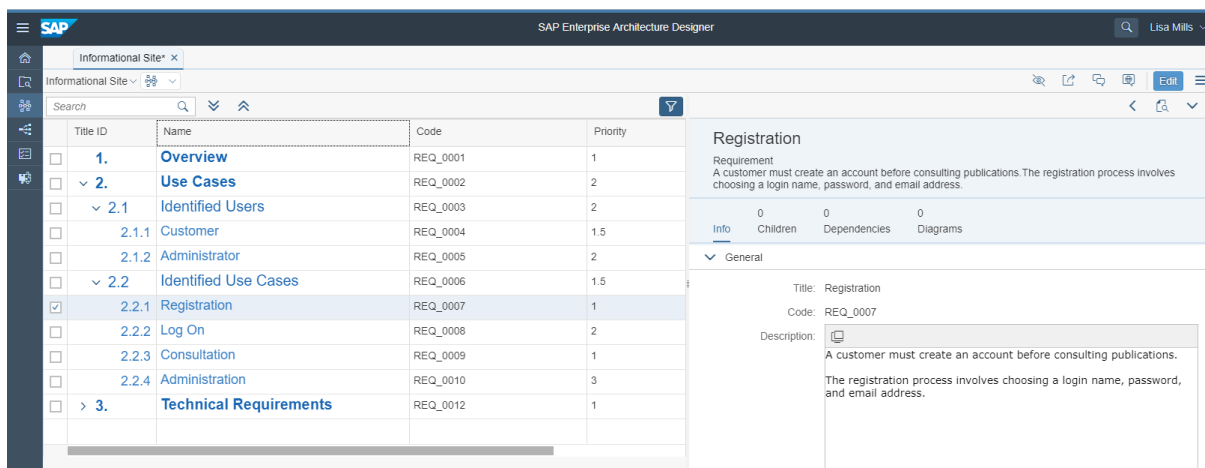 SAP SAP Enterprise Architecture Designer Lisa Mills
Informational Site* ×
Informational Site Edit
Search
Title ID Name Code Priority
1. Overview REQ_0001 1
2. Use Cases REQ_0002 2
2.1 Identified Users REQ_0003 2
2.1.1 Customer REQ_0004 1.5
2.1.2 Administrator REQ_0005 2
2.2 Identified Use Cases REQ_0006 1.5
2.2.1 Registration REQ_0007 1
2.2.2 Log On REQ_0008 2
2.2.3 Consultation REQ_0009 1
2.2.4 Administration REQ_0010 3
3. Technical Requirements REQ_0012 1
Registration
Requirement
A customer must create an account before consulting publications.The registration process involves
choosing a login name, password, and email address.
0 0 0
Info Children Dependencies Diagrams
General
Title: Registration
Code: REQ_0007
Description:
A customer must create an account before consulting publications.
The registration process involves choosing a login name, password,
and email address.